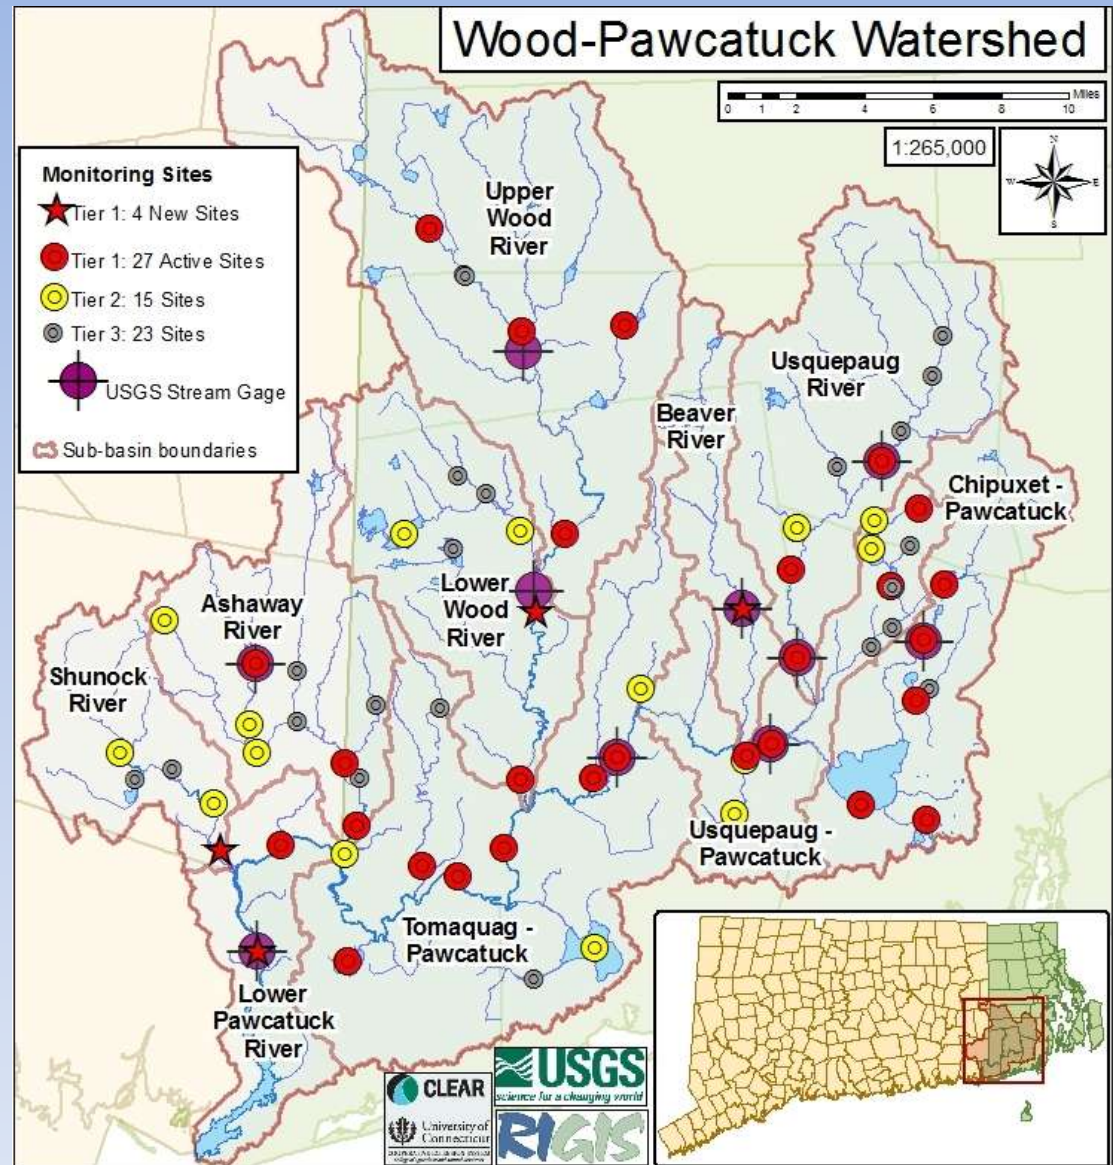 Wood-Pawcatuck Watershed
Miles
0 1 2 4 6 8 10
1:265,000
N
W E
S
Monitoring Sites
Tier 1: 4 New Sites
Tier 1: 27 Active Sites
Tier 2: 15 Sites
Tier 3: 23 Sites
USGS Stream Gage
Sub-basin boundaries
Upper
Wood
River
Usquepaug
River
Beaver
River
Chipuxet -
Pawcatuck
Lower
Wood
River
Ashaway
River
Shunock
River
Usquepaug -
Pawcatuck
Tomaquag -
Pawcatuck
Lower
Pawcatuck
River
CLEAR
University of
Connecticut
USGS
science for a changing world
RIGIS